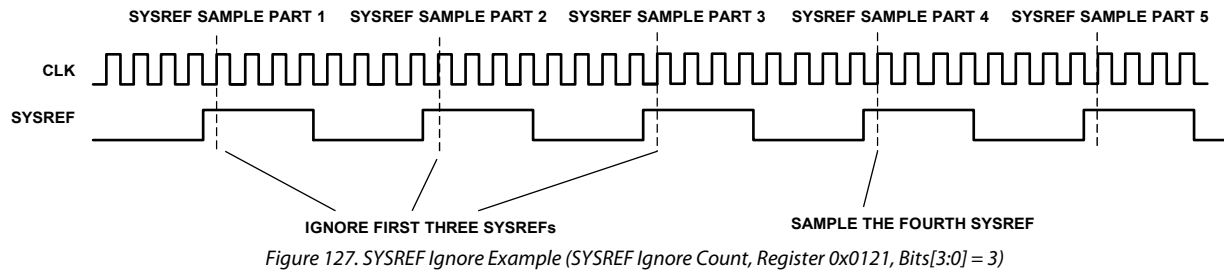 SYSREF SAMPLE PART 1 SYSREF SAMPLE PART 2 SYSREF SAMPLE PART 3 SYSREF SAMPLE PART 4 SYSREF SAMPLE PART 5
CLK
SYSREF
IGNORE FIRST THREE SYSREFs SAMPLE THE FOURTH SYSREF
Figure 127. SYSREF Ignore Example (SYSREF Ignore Count, Register 0x0121, Bits[3:0] = 3)